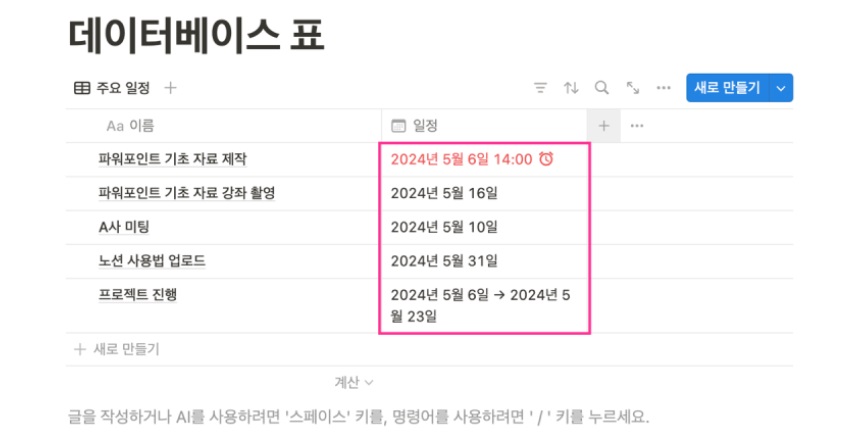 데이터베이스 표
주요 일정
새로 만들기
Aa 이름
일정
파워포인트 기초 자료 제작
2024년 5월 6일 14:00
파워포인트 기초 자료 강좌 촬영
2024년 5월 16일
A사 미팅
2024년 5월 10일
노션 사용법 업로드
2024년 5월 31일
프로젝트 진행
2024년 5월 6일 → 2024년 5
월 23일
+ 새로 만들기
계산
글을 작성하거나 AI를 사용하려면 '스페이스' 키를, 명령어를 사용하려면 ' / ' 키를 누르세요.